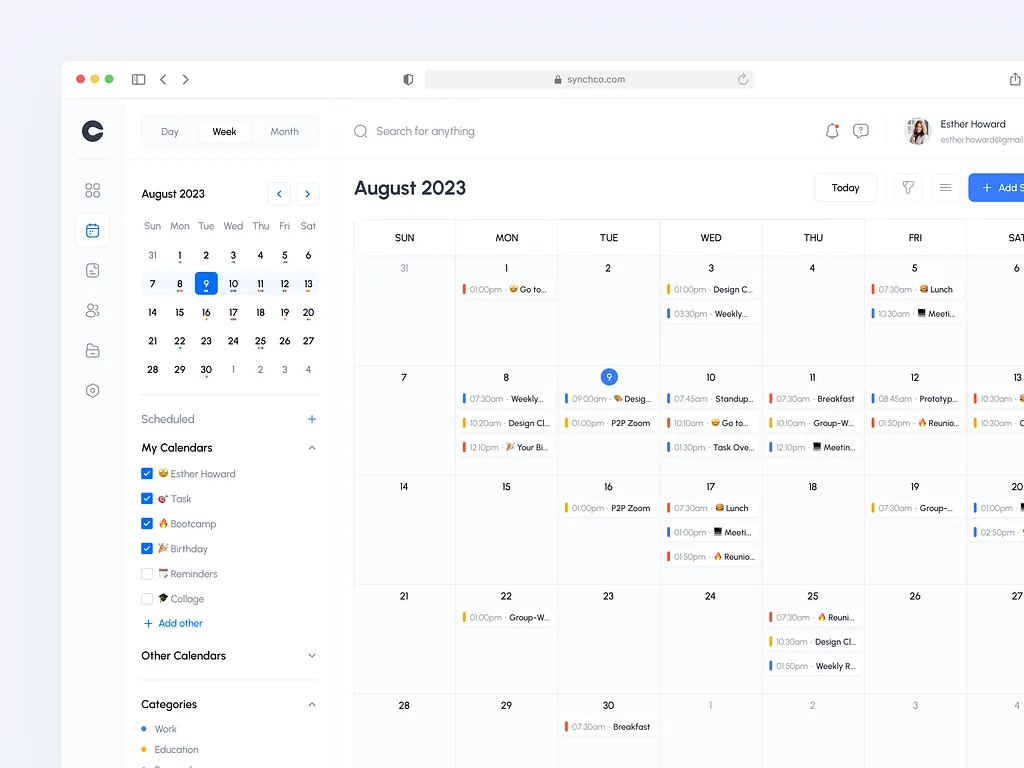 synchco.com
Day Week Month
Search for anything
Esther Howard
esther.howard@gmail.
August 2023
Sun Mon Tue Wed Thu Fri Sat
31 1 2 3 4 5 6
7 8 9 10 11 12 13
14 15 16 17 18 19 20
21 22 23 24 25 26 27
28 29 30 1 2 3 4
Scheduled
My Calendars
Esther Howard
Task
Bootcamp
Birthday
Reminders
Collage
Add other
Other Calendars
Categories
Work
Education
August 2023
Today
Add S
SUN MON TUE WED THU FRI SAT
31 1 2 3 4 5 6
01:00pm · 🤩 Go to... 01:00pm · Design C... 07:30am · 🍔 Lunch
03:30pm · Weekly... 10:30am · 💻 Meeti...
7 8 9 10 11 12 13
07:30am · Weekly... 09:00am · 🎨 Desig... 07:45am · Standup... 07:30am · Breakfast 08:45am · Prototyp... 10:30am ·
10:20am · Design Cl... 01:00pm · P2P Zoom 10:10am · 🤩 Go to... 10:10am · Group-W... 01:50pm · 🔥 Reunio... 10:30am · C
12:10pm · 🎉 Your Bi... 01:30pm · Task Ove... 12:10pm · 💻 Meetin...
14 15 16 17 18 19 20
01:00pm · P2P Zoom 07:30am · 🍔 Lunch 07:30am · Group-... 01:00pm ·
01:00pm · 💻 Meeti... 02:50pm ·
01:50pm · 🔥 Reunio...
21 22 23 24 25 26 27
01:00pm · Group-W... 07:30am · 🔥 Reuni...
10:30am · Design Cl...
01:50pm · Weekly R...
28 29 30 1 2 3 4
07:30am · Breakfast